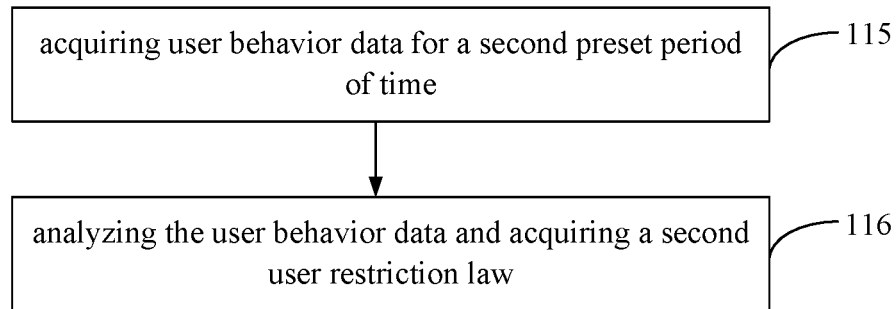 acquiring user behavior data for a second preset period
of time
115
analyzing the user behavior data and acquiring a second
user restriction law
116